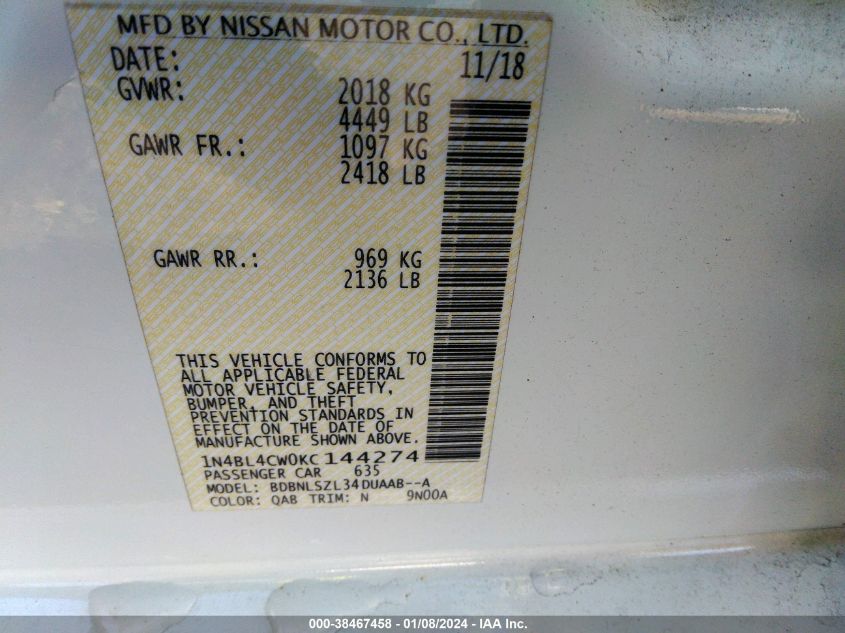 MFD BY NISSAN MOTOR CO., LTD.
DATE: 11/18
GVWR: 2018 KG
4449 LB
GAWR FR.: 1097 KG
2418 LB
GAWR RR.: 969 KG
2136 LB
THIS VEHICLE CONFORMS TO
ALL APPLICABLE FEDERAL
MOTOR VEHICLE SAFETY,
BUMPER, AND THEFT
PREVENTION STANDARDS IN
EFFECT ON THE DATE OF
MANUFACTURE SHOWN ABOVE.
1N4BL4CW0KC144274
PASSENGER CAR 635
MODEL: BDBNLSZL34DUAAB--A
COLOR: QAB TRIM: N 9N00A
000-38467458 - 01/08/2024 - IAA Inc.